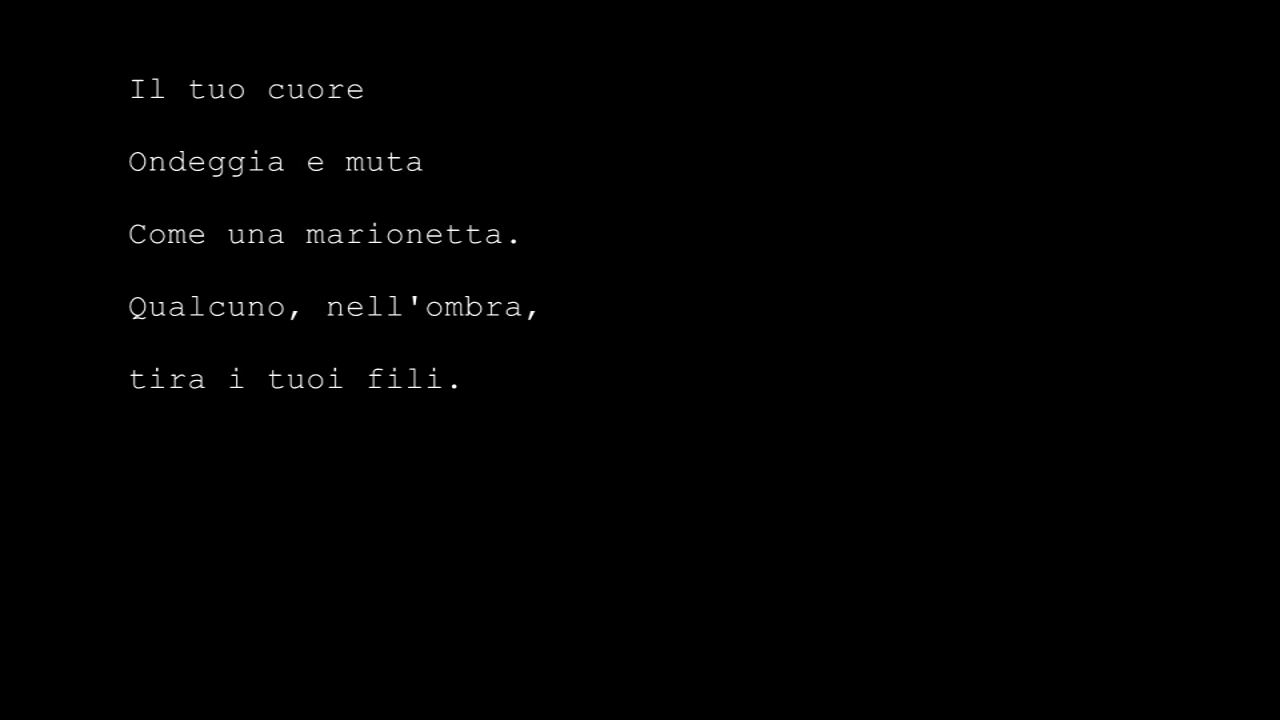 Il tuo cuore
Ondeggia e muta
Come una marionetta.
Qualcuno, nell'ombra,
tira i tuoi fili.